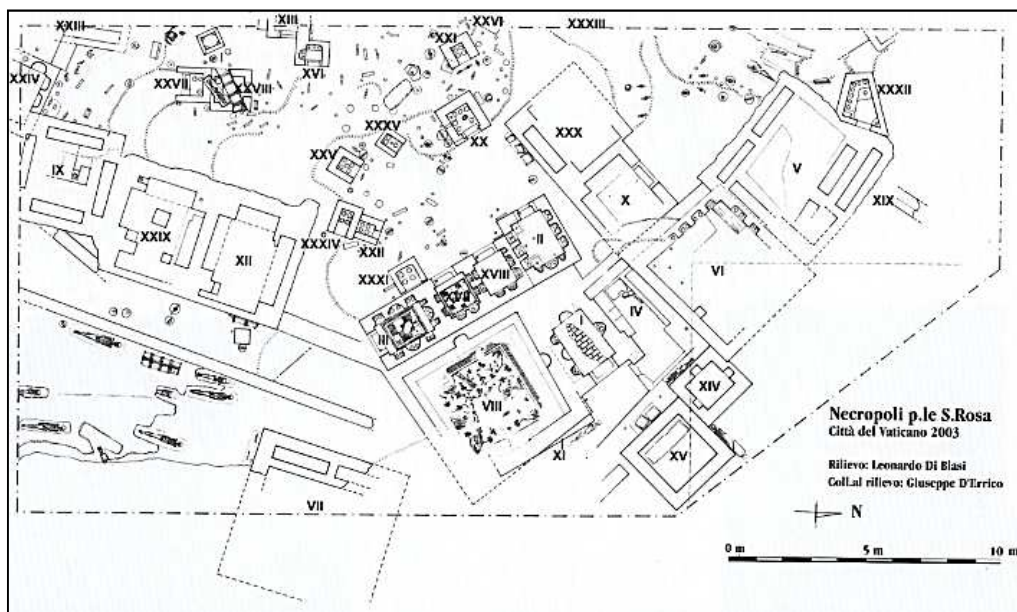 XXIII
XIII
XXVI
XXXIII
XXI
XVI
XXIV
XXVII
XXVIII
XXXII
XXX
XXXV
XX
XXV
IX
X
V
XIX
XXIX
XII
XXXIV
XXII
II
XVIII
VI
XXXI
XVII
III
I
IV
VIII
XIV
XI
XV
VII
Necropoli p.le S.Rosa
Città del Vaticano 2003
Rilievo: Leonardo Di Blasi
Coll.al rilievo: Giuseppe D'Errico
N
0 m
5 m
10 m